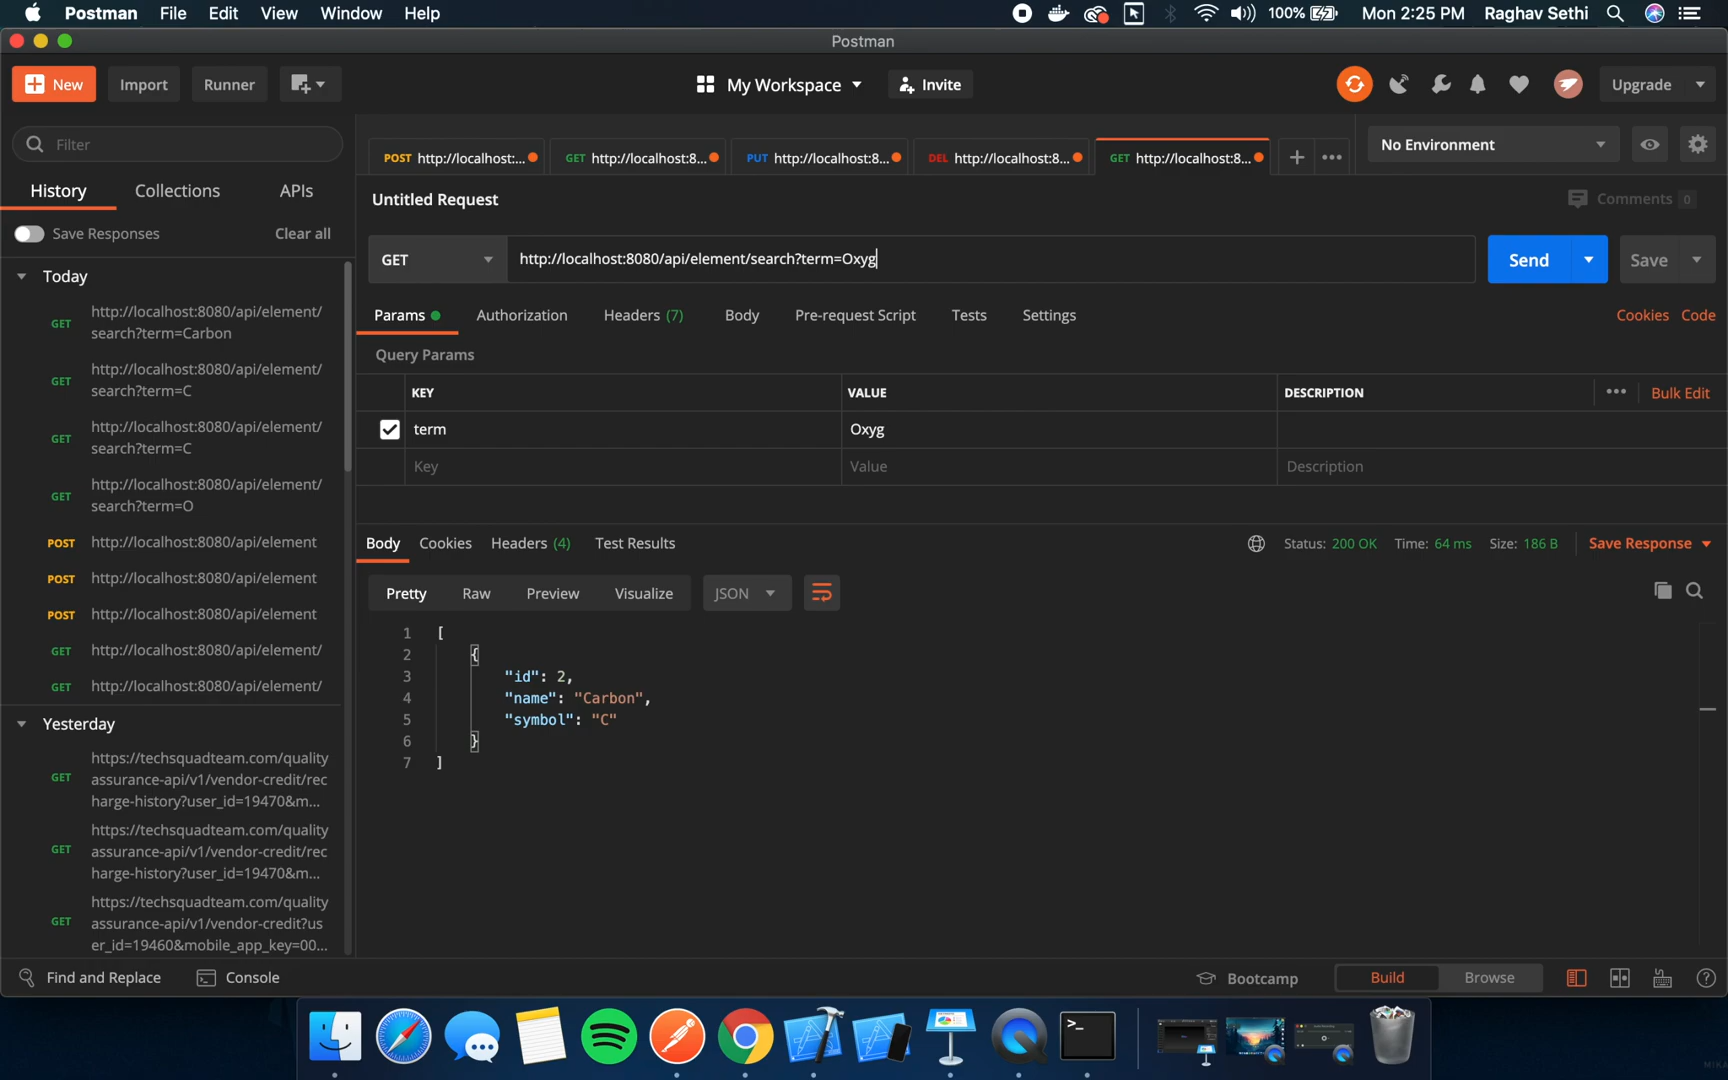 Postman File Edit View Window Help 100% Mon 2:25 PM Raghav Sethi
Postman
New Import Runner My Workspace Invite Upgrade
Filter
POST http://localhost:... GET http://localhost:8... PUT http://localhost:8... DEL http://localhost:8... GET http://localhost:8... No Environment
History Collections APIs
Untitled Request Comments 0
Save Responses Clear all
GET http://localhost:8080/api/element/search?term=Oxyg Send Save
Today
GET http://localhost:8080/api/element/
search?term=Carbon
GET http://localhost:8080/api/element/
search?term=C
GET http://localhost:8080/api/element/
search?term=C
GET http://localhost:8080/api/element/
search?term=O
POST http://localhost:8080/api/element
POST http://localhost:8080/api/element
POST http://localhost:8080/api/element
GET http://localhost:8080/api/element/
GET http://localhost:8080/api/element/
Yesterday
GET https://techsquadteam.com/quality
assurance-api/v1/vendor-credit/rec
harge-history?user_id=19470&m...
GET https://techsquadteam.com/quality
assurance-api/v1/vendor-credit/rec
harge-history?user_id=19470&m...
GET https://techsquadteam.com/quality
assurance-api/v1/vendor-credit?us
er_id=19460&mobile_app_key=00...
Params Authorization Headers (7) Body Pre-request Script Tests Settings Cookies Code
Query Params
KEY VALUE DESCRIPTION Bulk Edit
term Oxyg
Key Value Description
Body Cookies Headers (4) Test Results Status: 200 OK Time: 64 ms Size: 186 B Save Response
Pretty Raw Preview Visualize JSON
1 [
2 {
3 "id": 2,
4 "name": "Carbon",
5 "symbol": "C"
6 }
7 ]
Find and Replace Console Bootcamp Build Browse